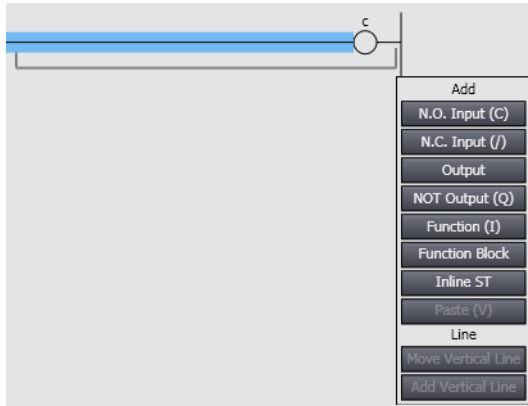 c
Add
N.O. Input (C)
N.C. Input (/)
Output
NOT Output (Q)
Function (I)
Function Block
Inline ST
Paste (V)
Line
Move Vertical Line
Add Vertical Line